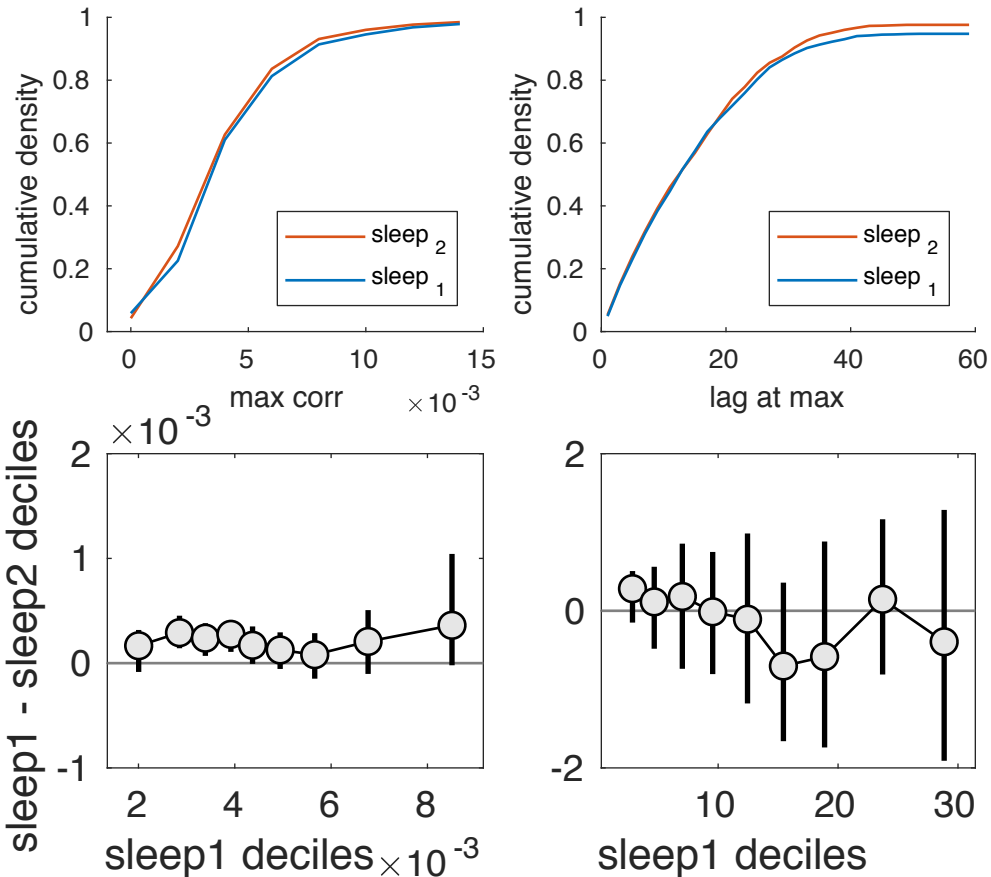 1
0.8
0.6
0.4
0.2
0
cumulative density
sleep 2
sleep 1
0 5 10 15
max corr × 10 -3
1
0.8
0.6
0.4
0.2
0
cumulative density
sleep 2
sleep 1
0 20 40 60
lag at max
× 10 -3
2
1
0
-1
sleep1 - sleep2 deciles
2 4 6 8
sleep1 deciles × 10 -3
2
0
-2
10 20 30
sleep1 deciles